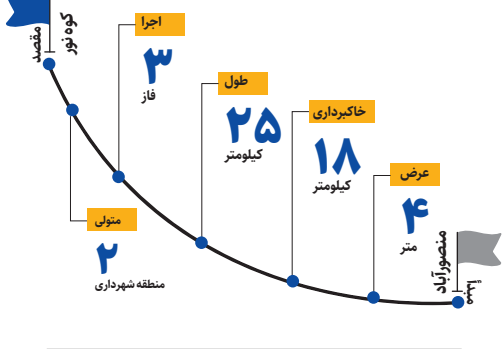 کوه نور
مقصد
اجرا
۳
فاز
طول
۲۵
کیلومتر
خاکبرداری
۱۸
کیلومتر
عرض
۴
متر
متولی
۲
منطقه شهرداری
منصورآباد